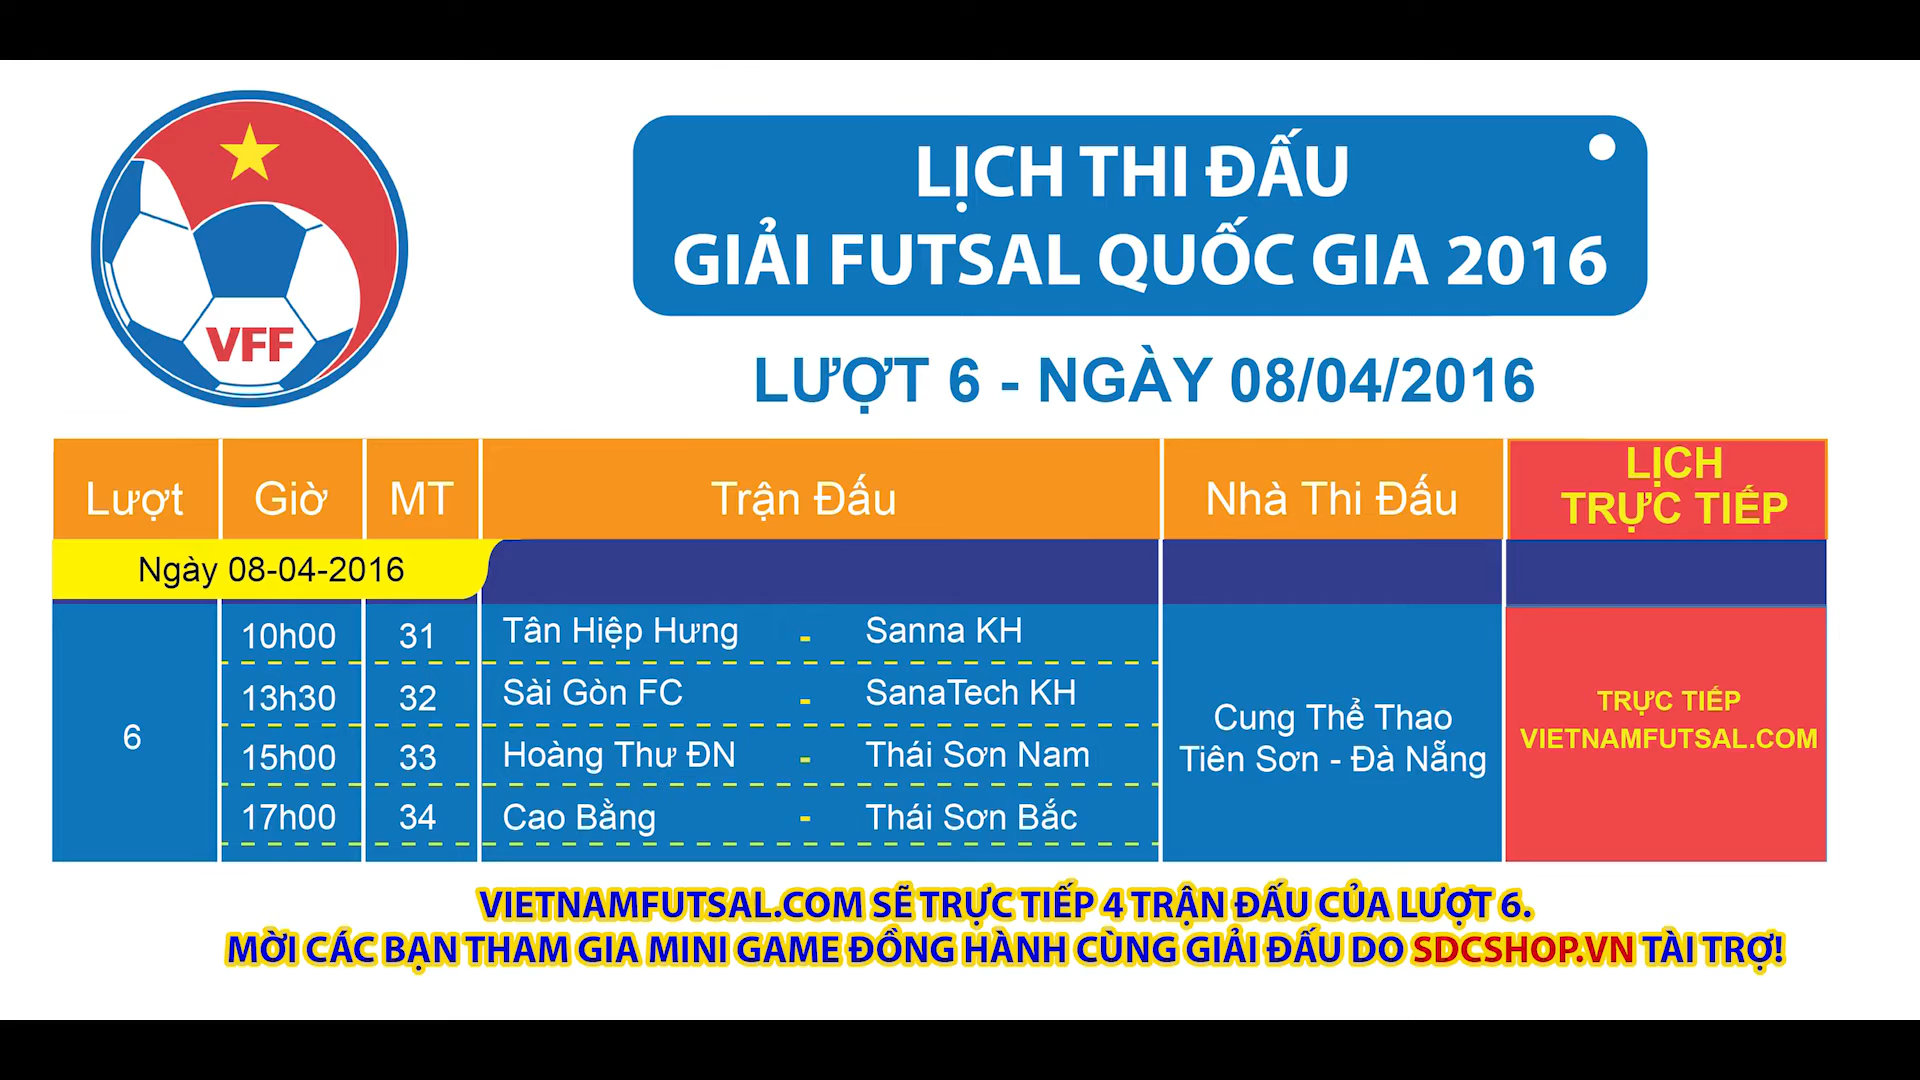 VFF
LỊCH THI ĐẤU
GIẢI FUTSAL QUỐC GIA 2016
LƯỢT 6 - NGÀY 08/04/2016
Lượt Giờ MT Trận Đấu Nhà Thi Đấu LỊCH
TRỰC TIẾP
Ngày 08-04-2016
6
10h00 31 Tân Hiệp Hưng - Sanna KH
13h30 32 Sài Gòn FC - SanaTech KH
15h00 33 Hoàng Thư ĐN - Thái Sơn Nam
17h00 34 Cao Bằng - Thái Sơn Bắc
Cung Thể Thao
Tiên Sơn - Đà Nẵng
TRỰC TIẾP
VIETNAMFUTSAL.COM
VIETNAMFUTSAL.COM SẼ TRỰC TIẾP 4 TRẬN ĐẤU CỦA LƯỢT 6.
MỜI CÁC BẠN THAM GIA MINI GAME ĐỒNG HÀNH CÙNG GIẢI ĐẤU DO SDCSHOP.VN TÀI TRỢ!